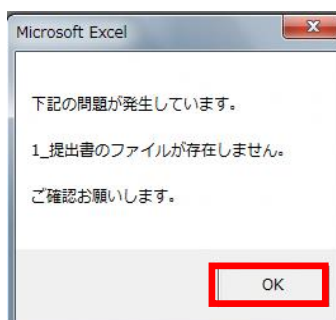 Microsoft Excel
下記の問題が発生しています。
1_提出書のファイルが存在しません。
ご確認お願いします。
OK